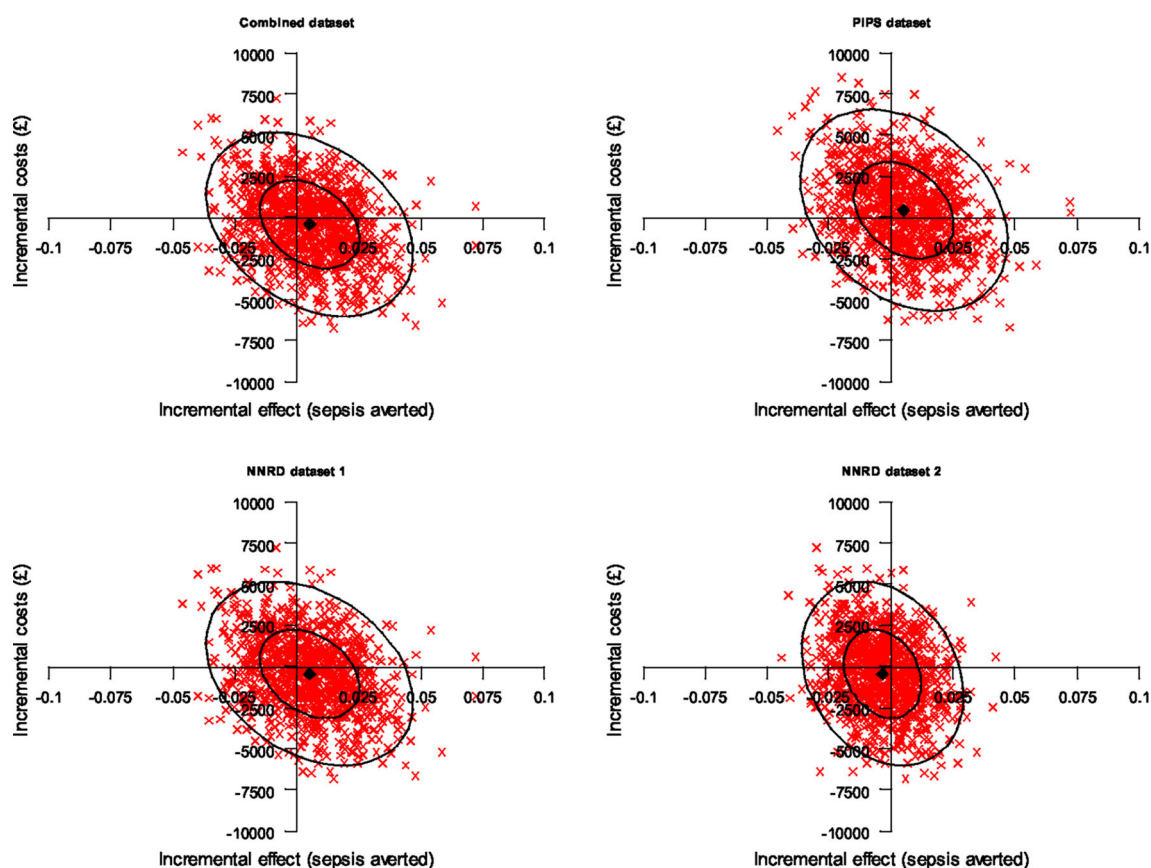 Combined dataset
10000
7500
5000
2500
-0.1 -0.075 -0.05 -0.025 0.025 0.05 0.075 0.1
-2500
-5000
-7500
-10000
Incremental costs (£)
Incremental effect (sepsis averted)
PIPS dataset
10000
7500
5000
2500
-0.1 -0.075 -0.05 -0.025 0.025 0.05 0.075 0.1
-2500
-5000
-7500
-10000
Incremental costs (£)
Incremental effect (sepsis averted)
NNRD dataset 1
10000
7500
5000
2500
-0.1 -0.075 -0.05 -0.025 0.025 0.05 0.075 0.1
-2500
-5000
-7500
-10000
Incremental costs (£)
Incremental effect (sepsis averted)
NNRD dataset 2
10000
7500
5000
2500
-0.1 -0.075 -0.05 -0.025 0.025 0.05 0.075 0.1
-2500
-5000
-7500
-10000
Incremental costs (£)
Incremental effect (sepsis averted)